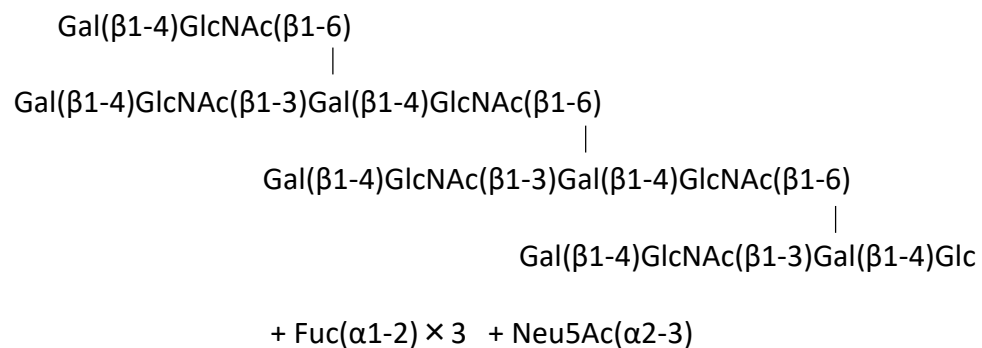 Gal(β1-4)GlcNAc(β1-6)
Gal(β1-4)GlcNAc(β1-3)Gal(β1-4)GlcNAc(β1-6)
Gal(β1-4)GlcNAc(β1-3)Gal(β1-4)GlcNAc(β1-6)
Gal(β1-4)GlcNAc(β1-3)Gal(β1-4)Glc
+ Fuc(α1-2) × 3 + Neu5Ac(α2-3)